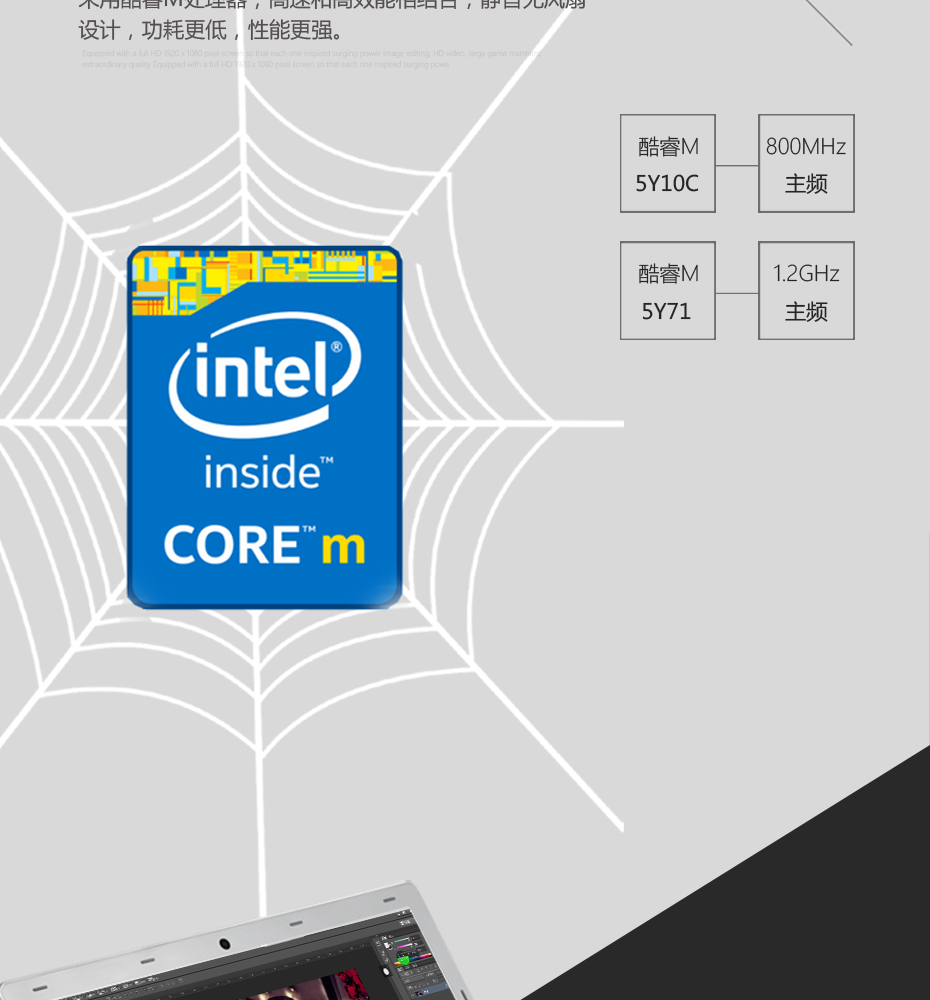 采用酷睿M处理器，高速和高效能相结合，静音无风扇
设计，功耗更低，性能更强。
Equipped with a full HD 1920 x 1080 pixel screen so that each one inspired surging power image editing, HD video, large game maintain
extraordinary quality Equipped with a full HD 1920 x 1080 pixel screen so that each one inspired surging powe
酷睿M
5Y10C
800MHz
主频
酷睿M
5Y71
1.2GHz
主频
intel®
inside™
CORE™ m